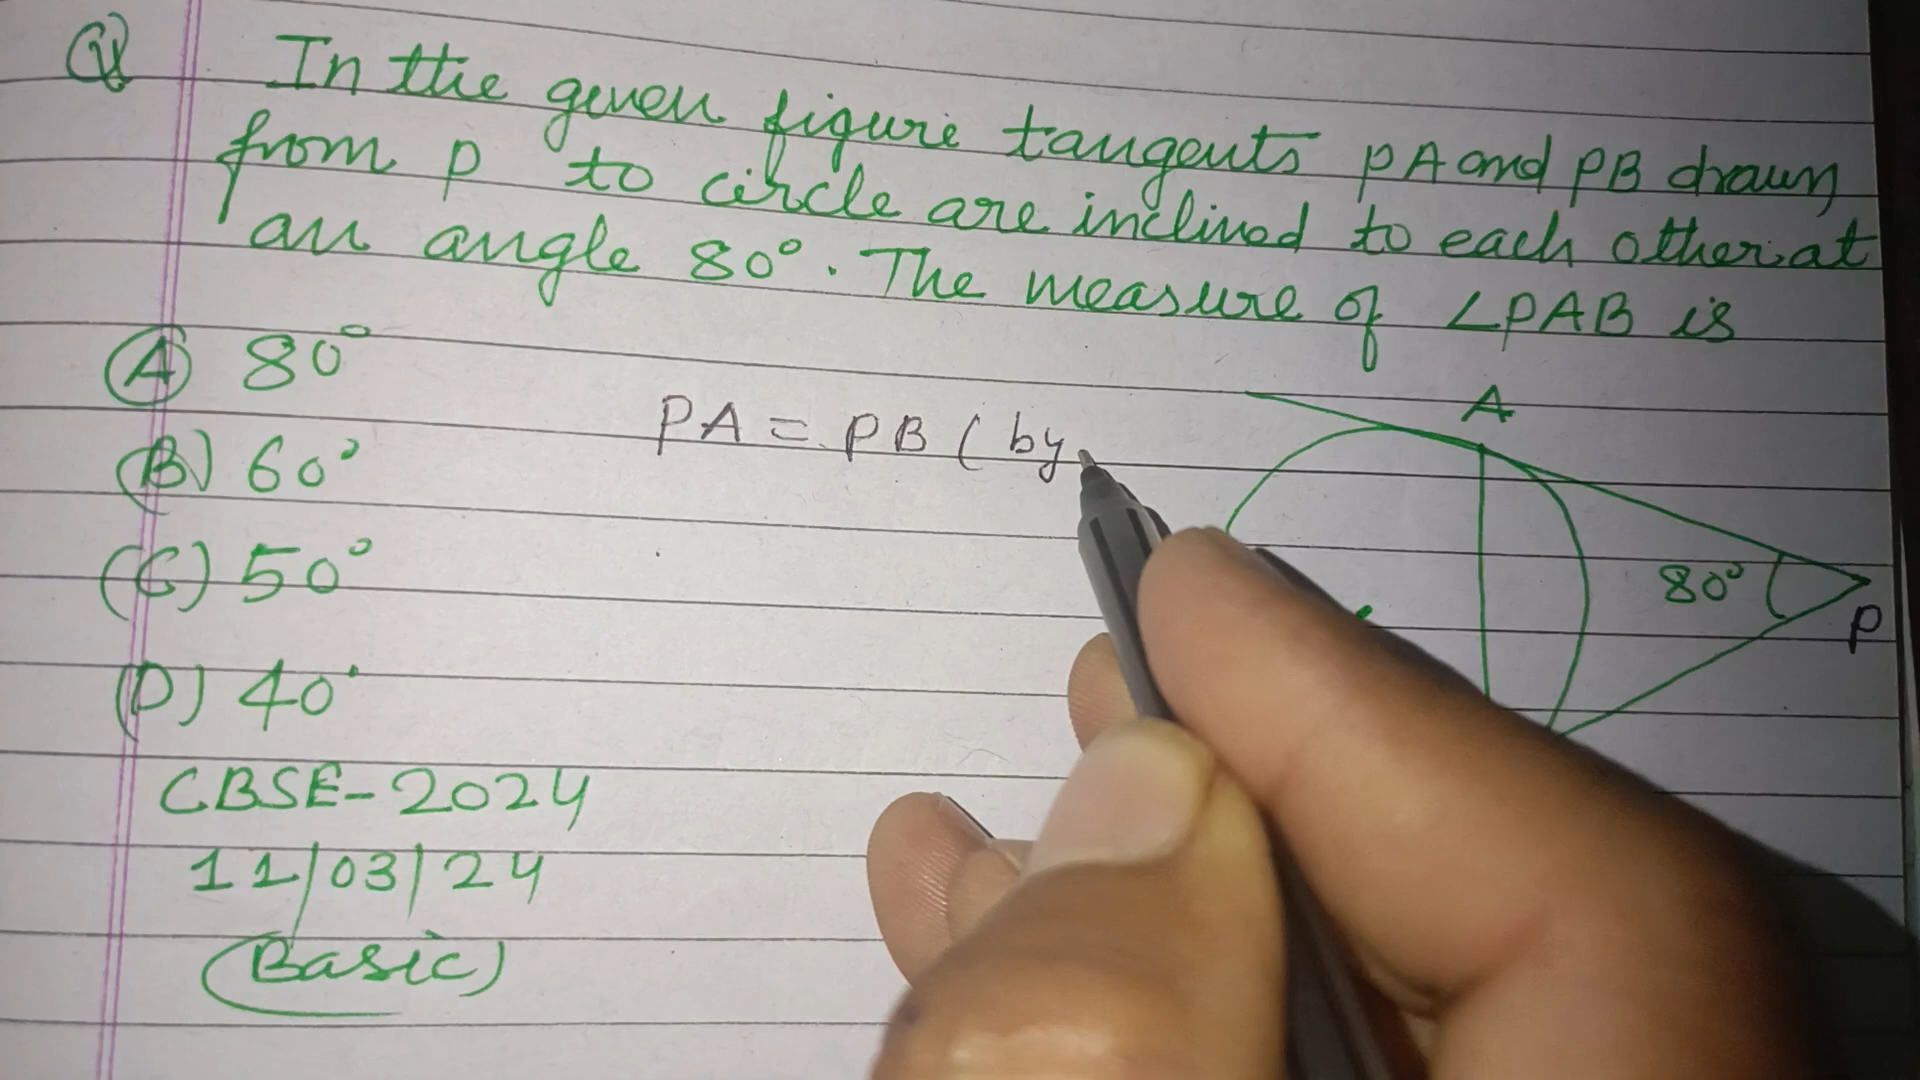 Q In the given figure tangents PA and PB drawn
from P to circle are inclined to each other at
an angle 80°. The measure of ∠PAB is
(A) 80°
(B) 60°
(C) 50°
(D) 40°
PA = PB ( by
A
80°
P
CBSE-2024
11/03/24
(Basic)